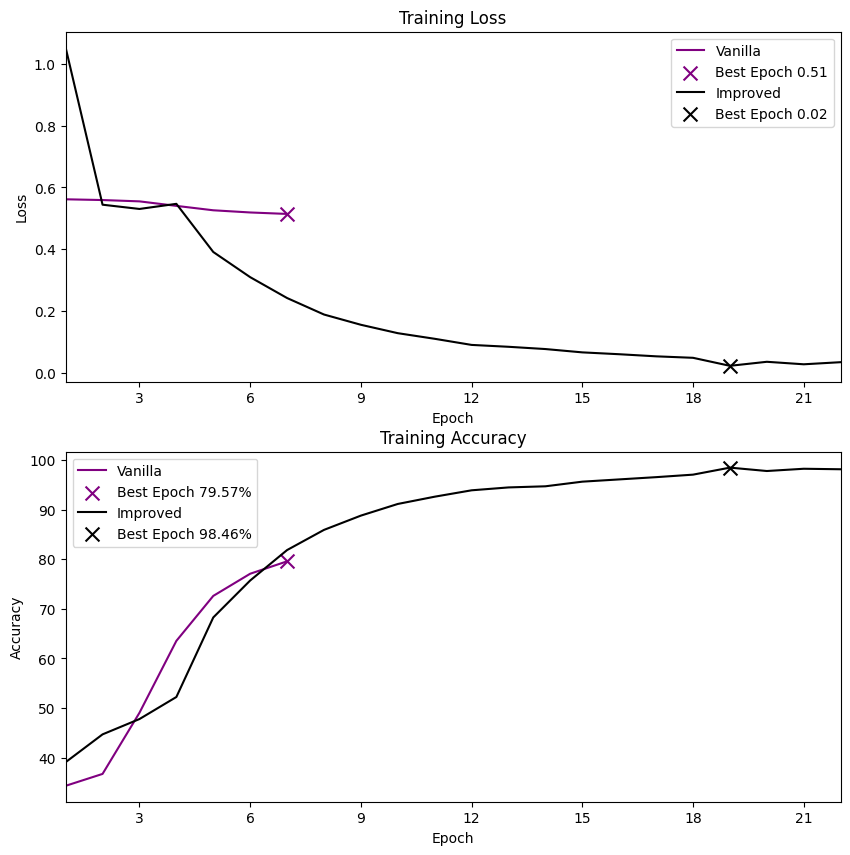 Training Loss
Vanilla
Best Epoch 0.51
Improved
Best Epoch 0.02
1.0
0.8
0.6
0.4
0.2
0.0
Loss
3 6 9 12 15 18 21
Epoch
Training Accuracy
Vanilla
Best Epoch 79.57%
Improved
Best Epoch 98.46%
100
90
80
70
60
50
40
Accuracy
3 6 9 12 15 18 21
Epoch